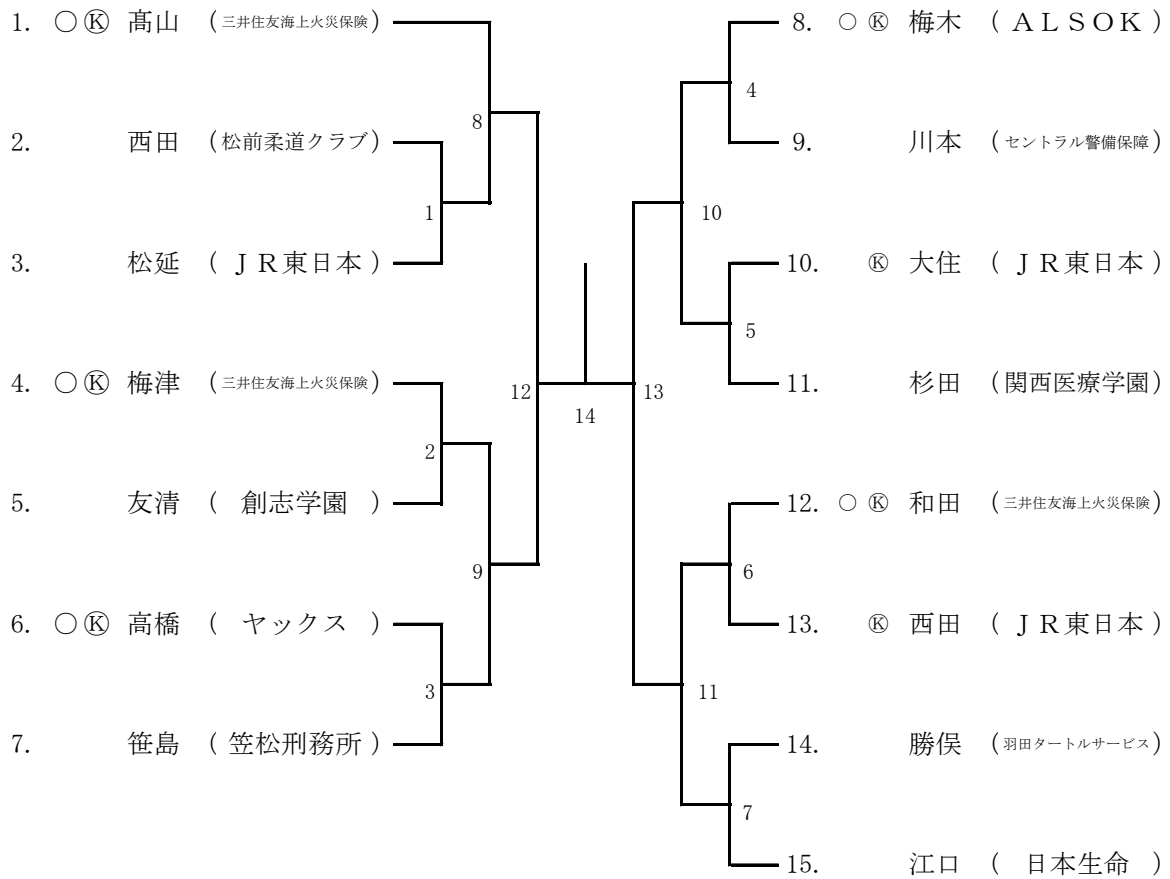 1. ○Ⓚ 髙山 （三井住友海上火災保険）
8
2. 西田 （松前柔道クラブ）
1
3. 松延 （ＪＲ東日本）
4. ○Ⓚ 梅津 （三井住友海上火災保険）
12
2
5. 友清 （ 創志学園 ）
9
6. ○Ⓚ 高橋 （ ヤックス ）
3
7. 笹島 （笠松刑務所）
14
8. ○ Ⓚ 梅木 （ＡＬＳＯＫ）
4
9. 川本 （セントラル警備保障）
10
10. Ⓚ 大住 （ＪＲ東日本）
5
11. 杉田 （関西医療学園）
13
12. ○ Ⓚ 和田 （三井住友海上火災保険）
6
13. Ⓚ 西田 （ＪＲ東日本）
11
14. 勝俣 （羽田タートルサービス）
7
15. 江口 （ 日本生命 ）